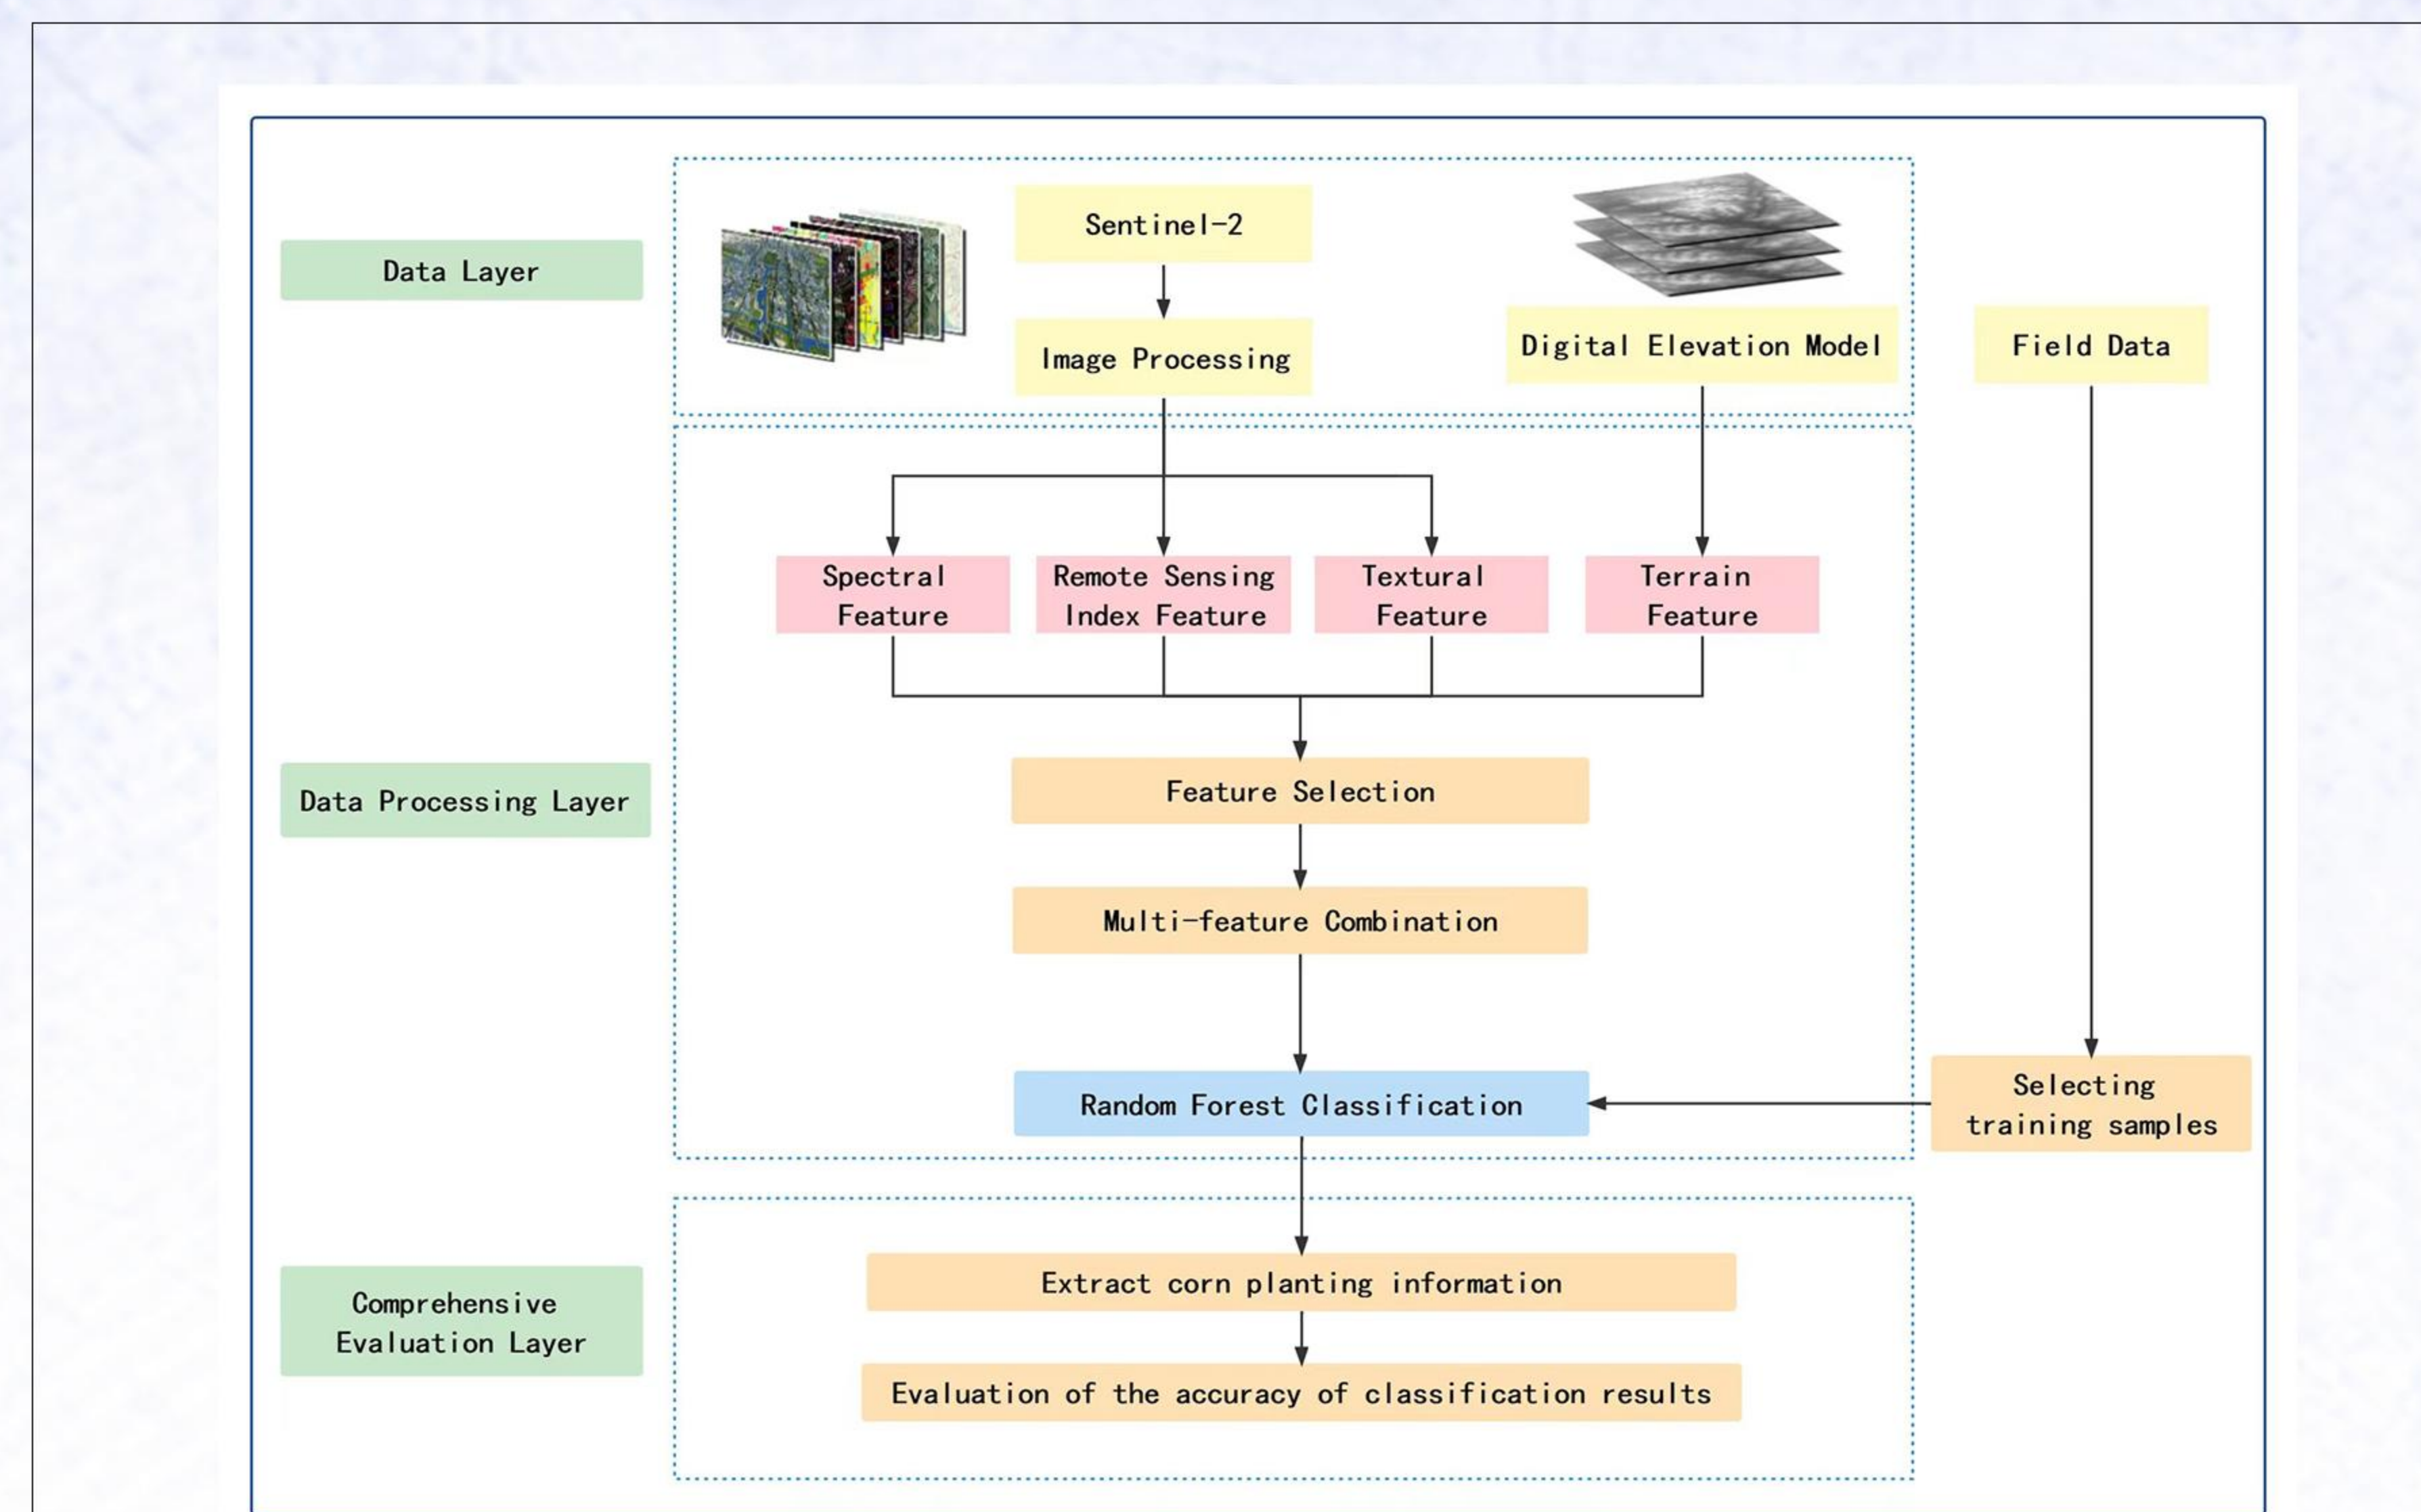 Data Layer
Sentinel-2
Image Processing
Digital Elevation Model
Field Data
Spectral
Feature
Remote Sensing
Index Feature
Textural
Feature
Terrain
Feature
Data Processing Layer
Feature Selection
Multi-feature Combination
Random Forest Classification
Selecting
training samples
Comprehensive
Evaluation Layer
Extract corn planting information
Evaluation of the accuracy of classification results